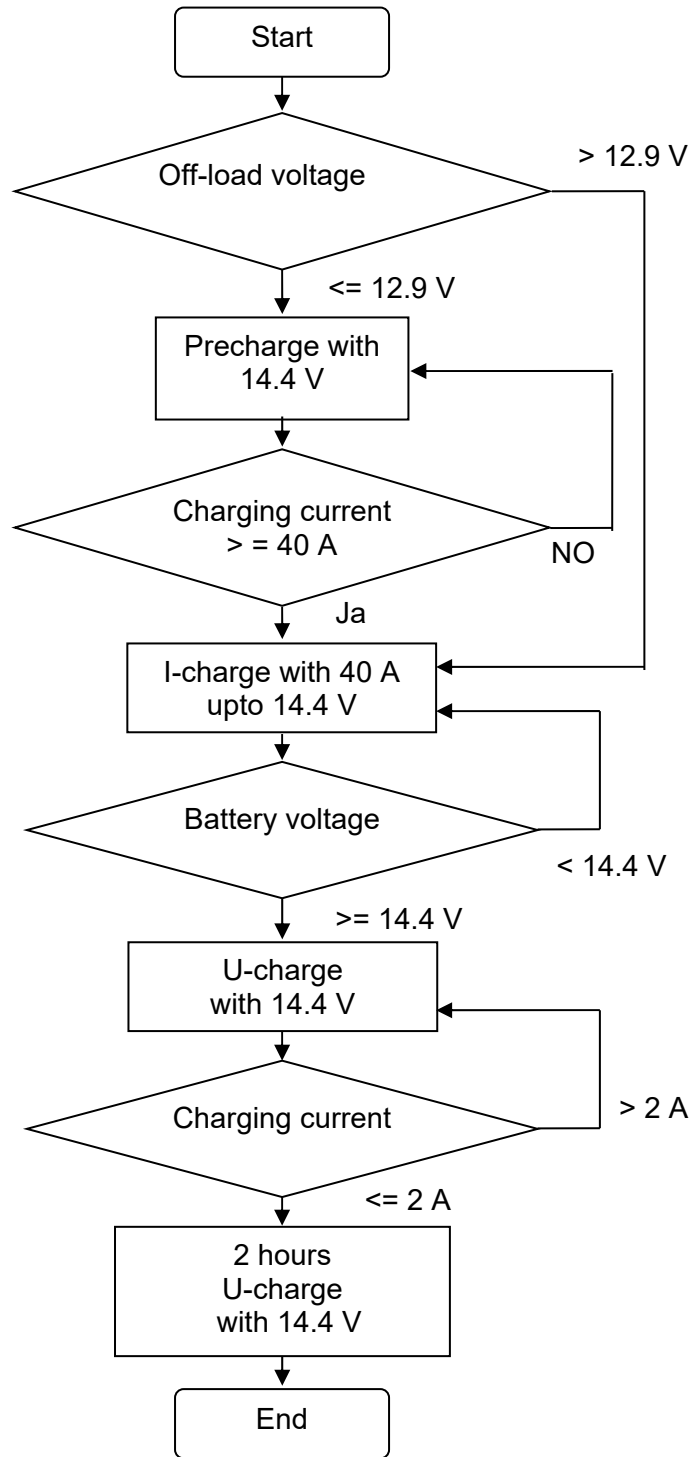 Start
Off-load voltage
> 12.9 V
<= 12.9 V
Precharge with
14.4 V
Charging current
> = 40 A
NO
Ja
I-charge with 40 A
upto 14.4 V
Battery voltage
< 14.4 V
>= 14.4 V
U-charge
with 14.4 V
Charging current
> 2 A
<= 2 A
2 hours
U-charge
with 14.4 V
End